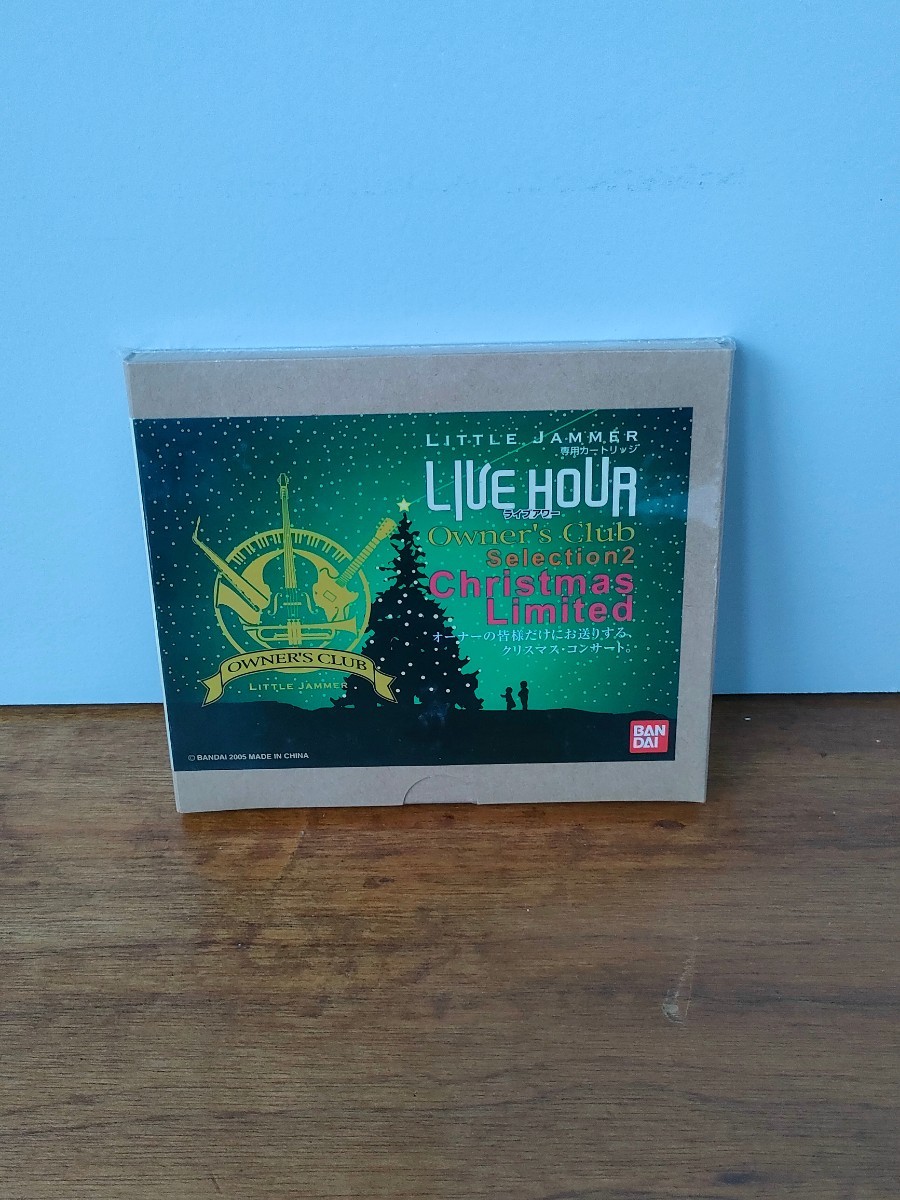 LITTLE JAMMER
専用カートリッジ
LIVE HOUR
ライブアワー
Owner's Club
Selection2
Christmas
Limited
オーナーの皆様だけにお送りする、
クリスマス・コンサート。
OWNER'S CLUB
LITTLE JAMMER
© BANDAI 2005 MADE IN CHINA
BAN
DAI